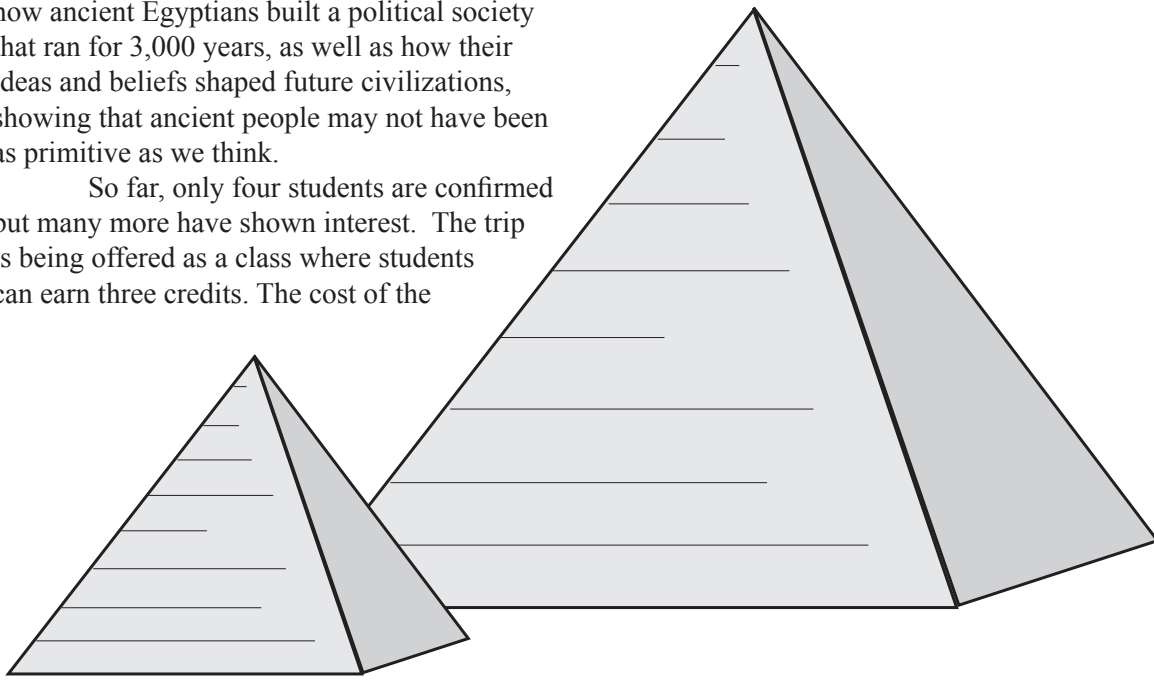 how ancient Egyptians built a political society
that ran for 3,000 years, as well as how their
ideas and beliefs shaped future civilizations,
showing that ancient people may not have been
as primitive as we think.
So far, only four students are confirmed
but many more have shown interest. The trip
is being offered as a class where students
can earn three credits. The cost of the